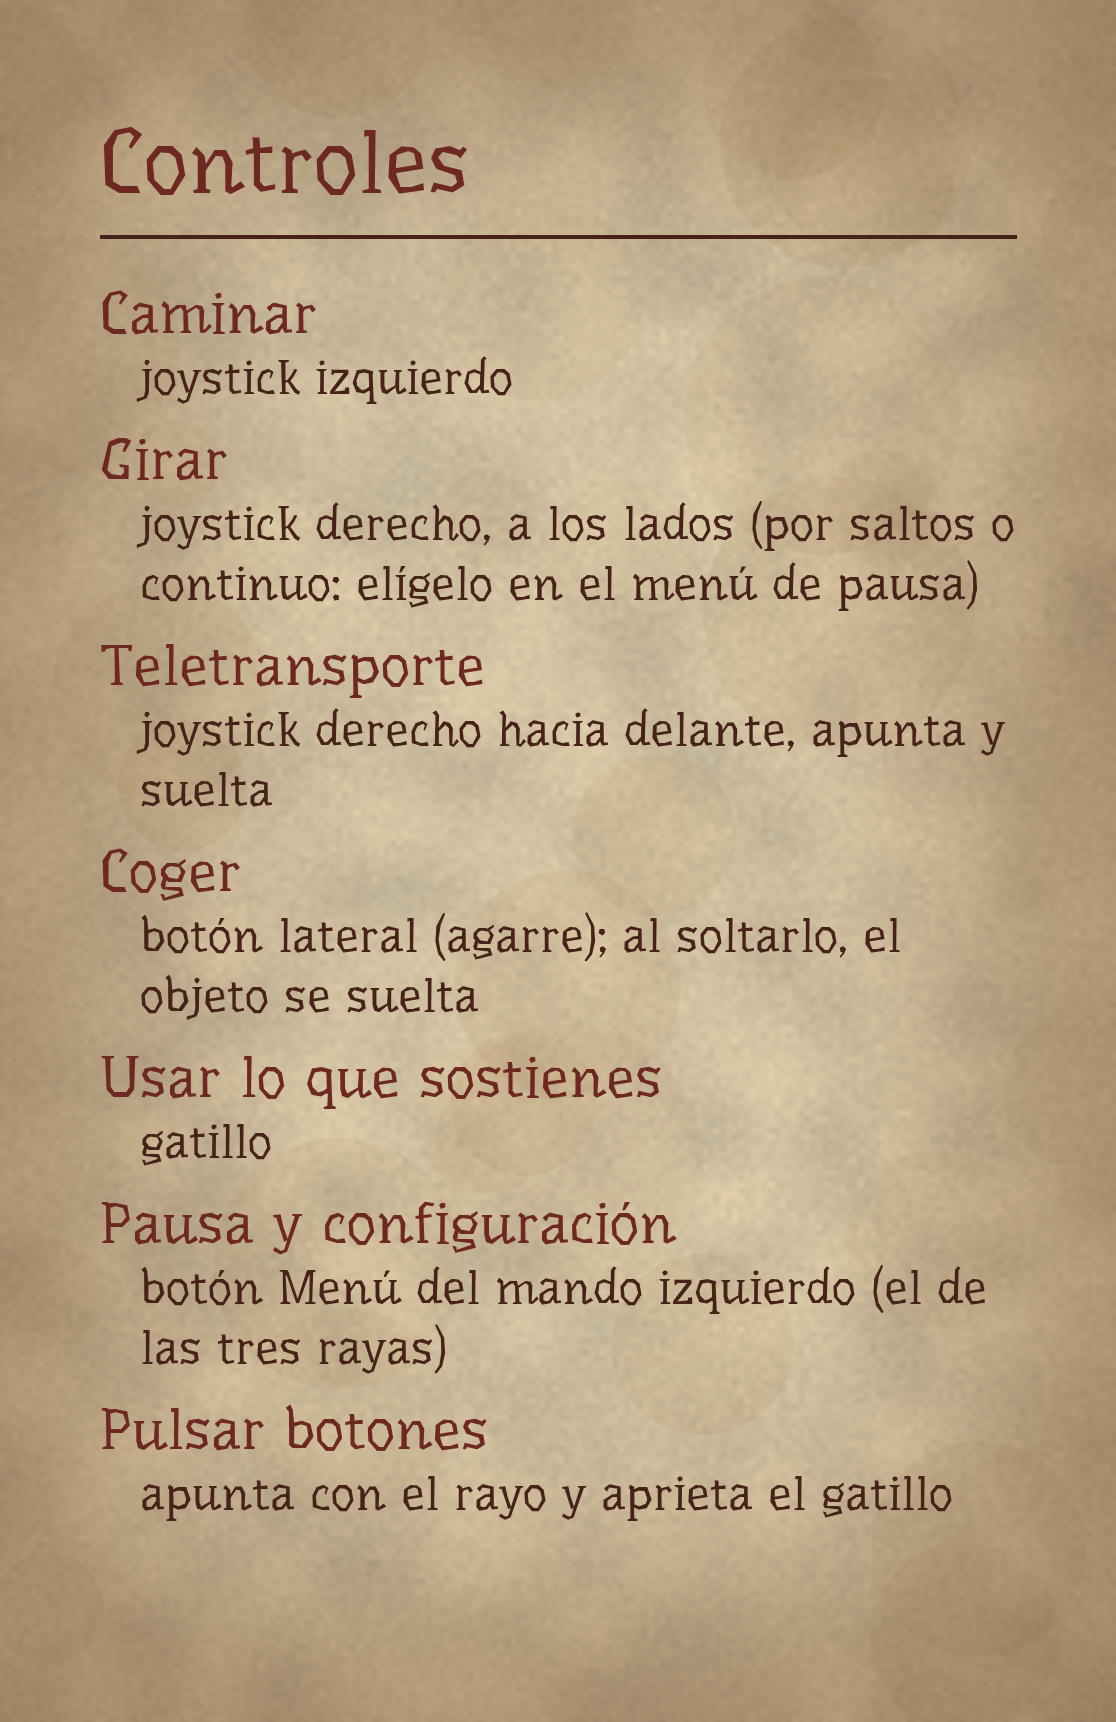 Controles
Caminar
joystick izquierdo
Girar
joystick derecho, a los lados (por saltos o
continuo: elígelo en el menú de pausa)
Teletransporte
joystick derecho hacia delante, apunta y
suelta
Coger
botón lateral (agarre); al soltarlo, el
objeto se suelta
Usar lo que sostienes
gatillo
Pausa y configuración
botón Menú del mando izquierdo (el de
las tres rayas)
Pulsar botones
apunta con el rayo y aprieta el gatillo